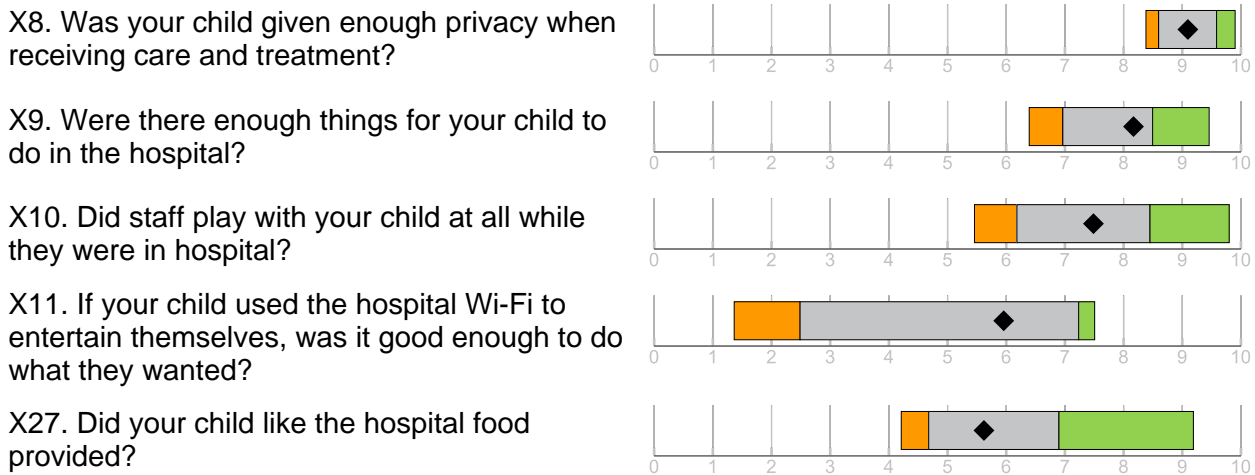 X8. Was your child given enough privacy when
receiving care and treatment?
0 1 2 3 4 5 6 7 8 9 10
X9. Were there enough things for your child to
do in the hospital?
0 1 2 3 4 5 6 7 8 9 10
X10. Did staff play with your child at all while
they were in hospital?
0 1 2 3 4 5 6 7 8 9 10
X11. If your child used the hospital Wi-Fi to
entertain themselves, was it good enough to do
what they wanted?
0 1 2 3 4 5 6 7 8 9 10
X27. Did your child like the hospital food
provided?
0 1 2 3 4 5 6 7 8 9 10